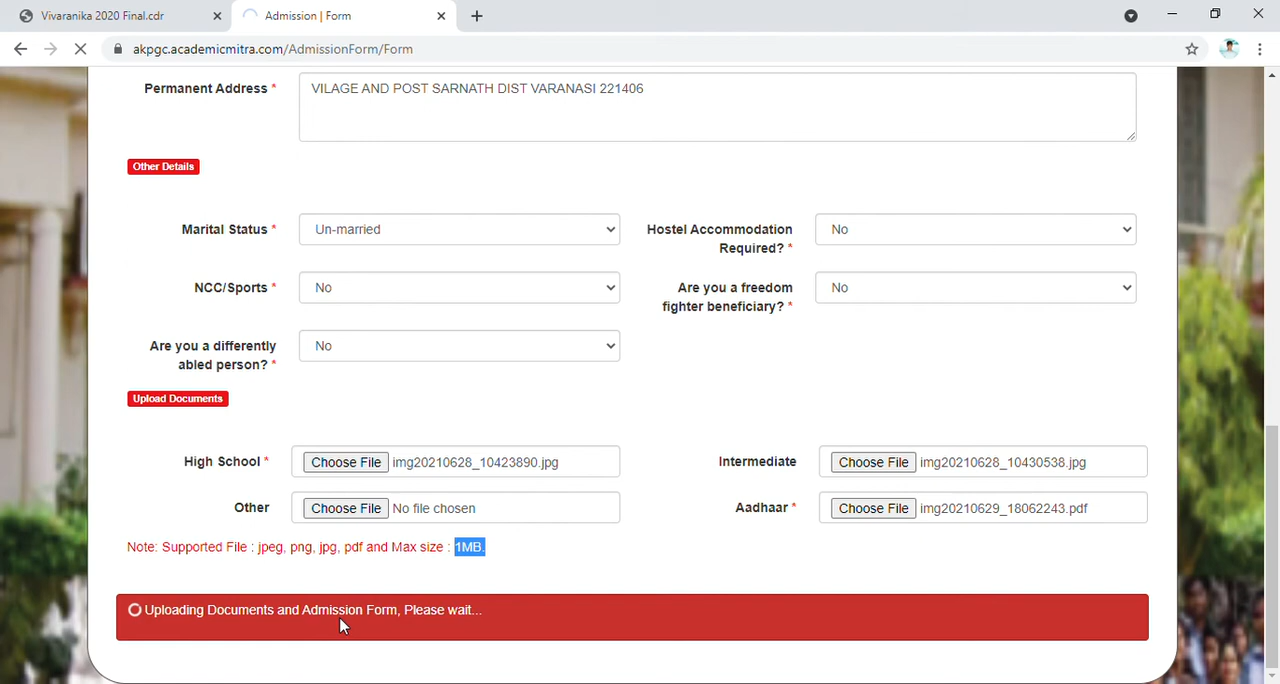 Vivaranika 2020 Final.cdr
Admission | Form
akpgc.academicmitra.com/AdmissionForm/Form
Permanent Address * VILAGE AND POST SARNATH DIST VARANASI 221406
Other Details
Marital Status * Un-married Hostel Accommodation Required? * No
NCC/Sports * No Are you a freedom fighter beneficiary? * No
Are you a differently abled person? * No
Upload Documents
High School * Choose File img20210628_10423890.jpg Intermediate Choose File img20210628_10430538.jpg
Other Choose File No file chosen Aadhaar * Choose File img20210629_18062243.pdf
Note: Supported File : jpeg, png, jpg, pdf and Max size : 1MB.
Uploading Documents and Admission Form, Please wait...